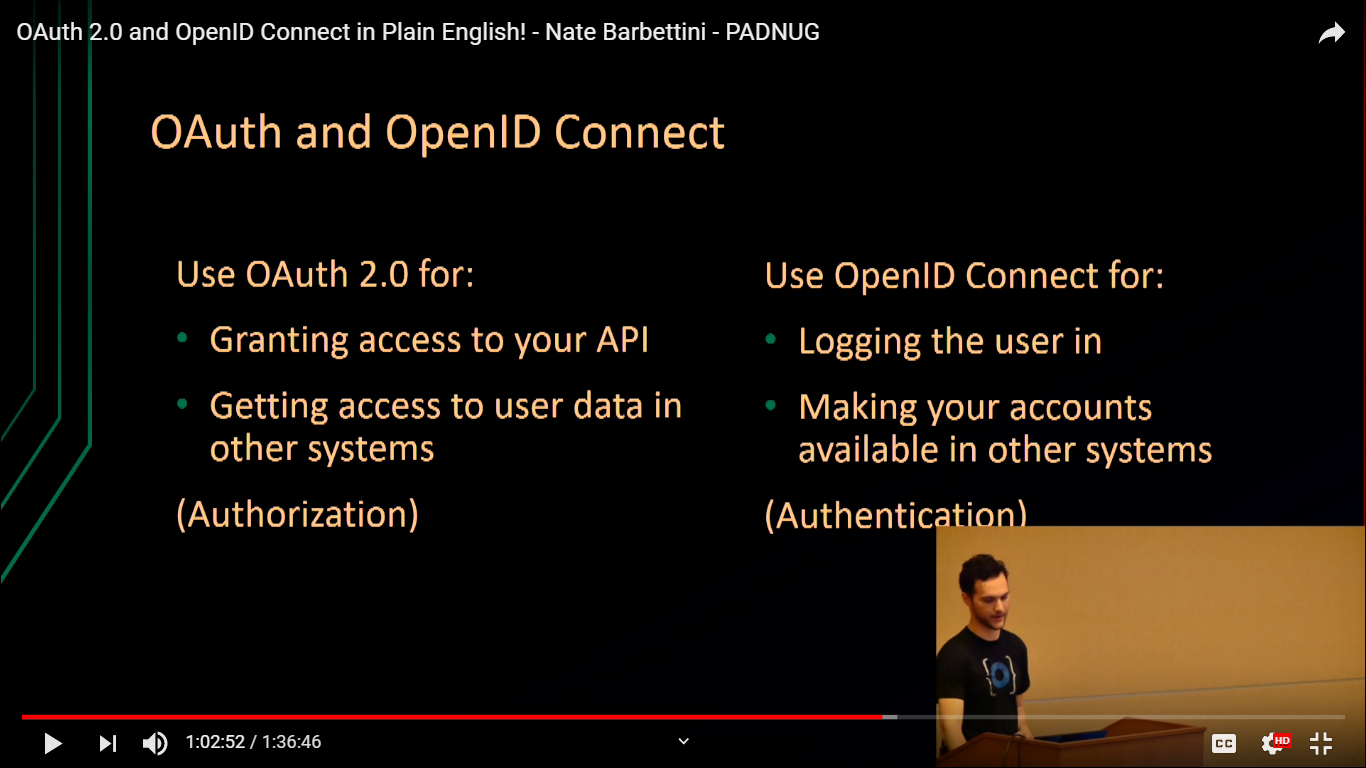 OAuth 2.0 and OpenID Connect in Plain English! - Nate Barbettini - PADNUG
OAuth and OpenID Connect
Use OAuth 2.0 for:
• Granting access to your API
• Getting access to user data in
other systems
(Authorization)
Use OpenID Connect for:
• Logging the user in
• Making your accounts
available in other systems
(Authentication)
1:02:52 / 1:36:46
CC
HD